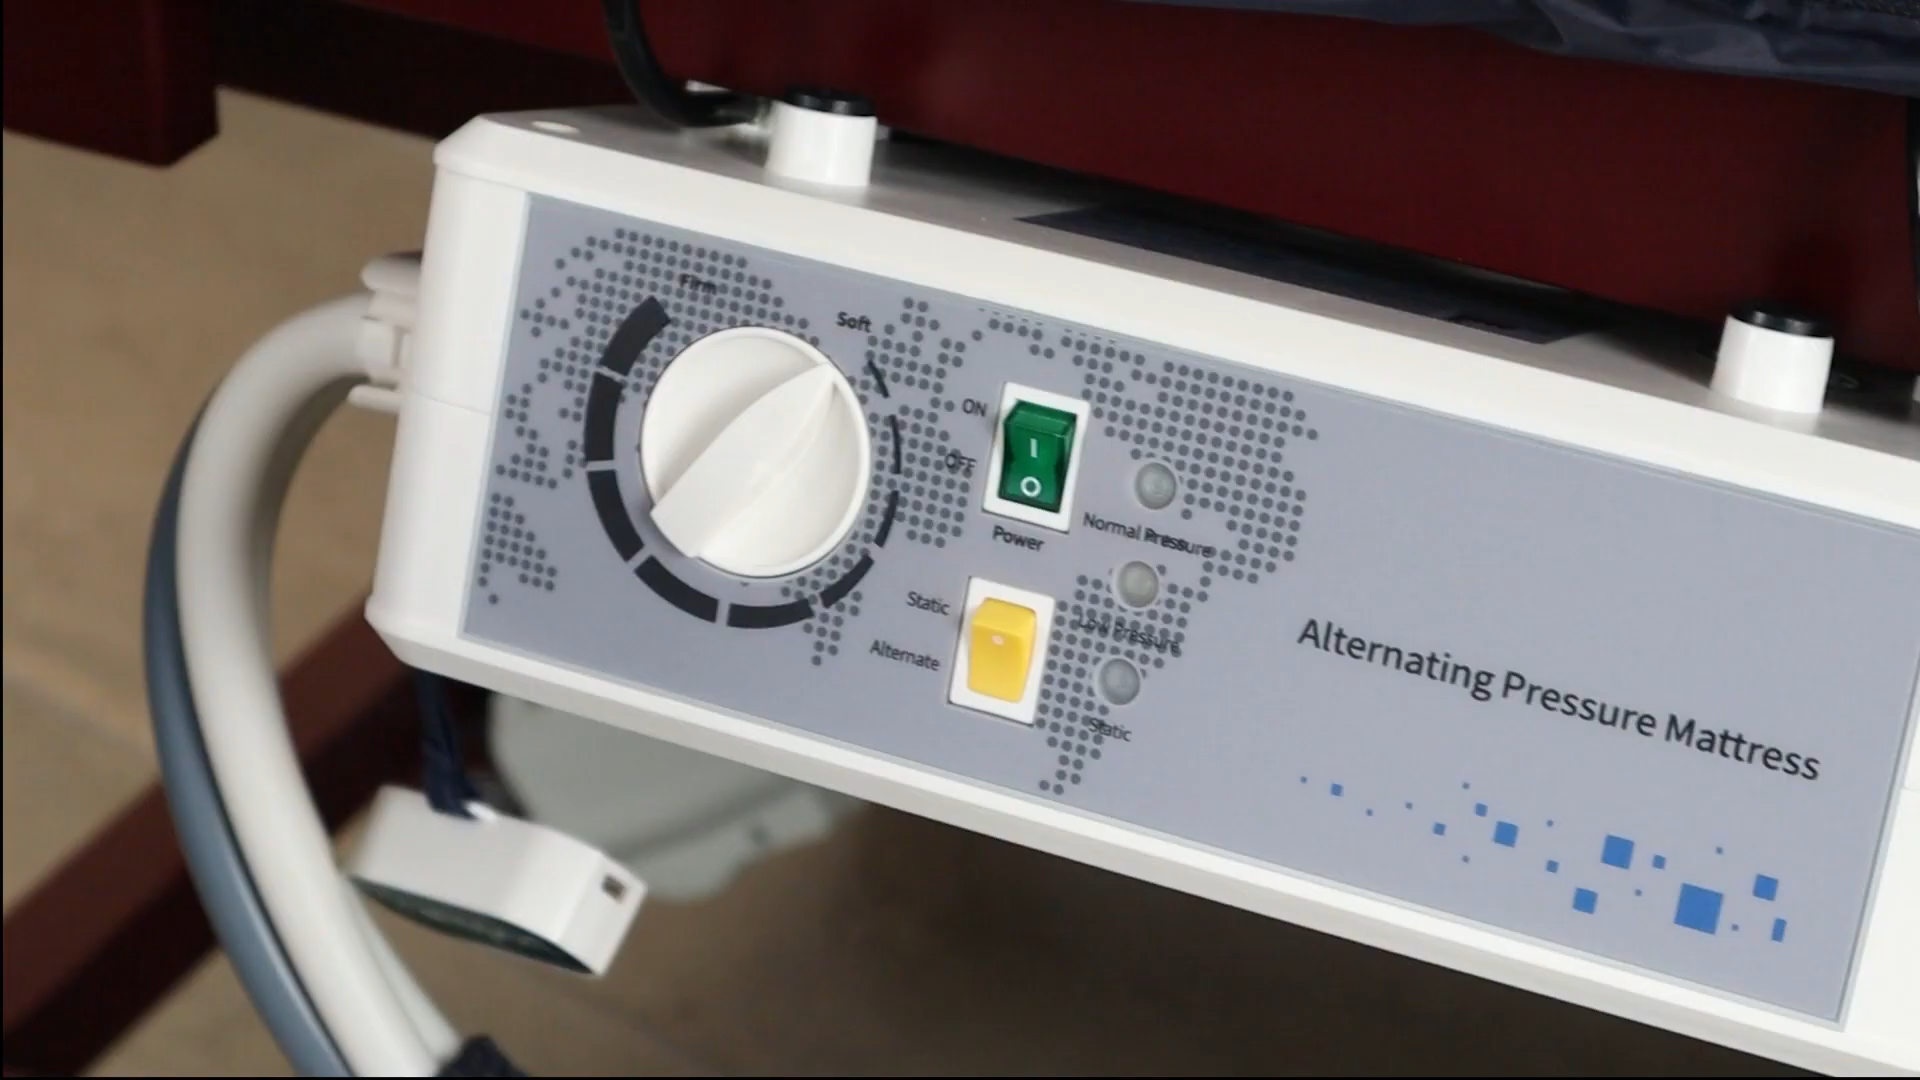 Firm
Soft
ON
OFF
I
O
Power
Normal Pressure
Static
Alternate
Low Pressure
Static
Alternating Pressure Mattress